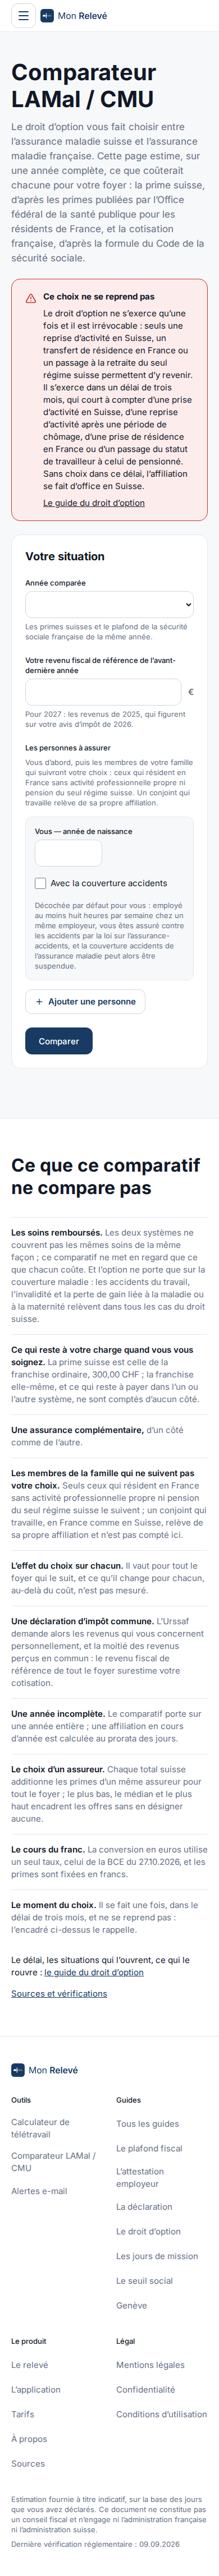 Mon Relevé
Comparateur
LAMal / CMU
Le droit d’option vous fait choisir entre
l’assurance maladie suisse et l’assurance
maladie française. Cette page estime, sur
une année complète, ce que coûterait
chacune pour votre foyer : la prime suisse,
d’après les primes publiées par l’Office
fédéral de la santé publique pour les
résidents de France, et la cotisation
française, d’après la formule du Code de la
sécurité sociale.
Ce choix ne se reprend pas
Le droit d’option ne s’exerce qu’une
fois et il est irrévocable : seuls une
reprise d’activité en Suisse, un
transfert de résidence en France ou
un passage à la retraite du seul
régime suisse permettent d’y revenir.
Il s’exerce dans un délai de trois
mois, qui court à compter d’une prise
d’activité en Suisse, d’une reprise
d’activité après une période de
chômage, d’une prise de résidence
en France ou d’un passage du statut
de travailleur à celui de pensionné.
Sans choix dans ce délai, l’affiliation
se fait d’office en Suisse.
Le guide du droit d’option
Votre situation
Année comparée
Les primes suisses et le plafond de la sécurité
sociale française de la même année.
Votre revenu fiscal de référence de l’avant-
dernière année
€
Pour 2027 : les revenus de 2025, qui figurent
sur votre avis d’impôt de 2026.
Les personnes à assurer
Vous d’abord, puis les membres de votre famille
qui suivront votre choix : ceux qui résident en
France sans activité professionnelle propre ni
pension du seul régime suisse. Un conjoint qui
travaille relève de sa propre affiliation.
Vous — année de naissance
Avec la couverture accidents
Décochée par défaut pour vous : employé
au moins huit heures par semaine chez un
même employeur, vous êtes assuré contre
les accidents par la loi sur l’assurance-
accidents, et la couverture accidents de
l’assurance maladie peut alors être
suspendue.
Ajouter une personne
Comparer
Ce que ce comparatif
ne compare pas
Les soins remboursés. Les deux systèmes ne
couvrent pas les mêmes soins de la même
façon ; ce comparatif ne met en regard que ce
que chacun coûte. Et l’option ne porte que sur la
couverture maladie : les accidents du travail,
l’invalidité et la perte de gain liée à la maladie ou
à la maternité relèvent dans tous les cas du droit
suisse.
Ce qui reste à votre charge quand vous vous
soignez. La prime suisse est celle de la
franchise ordinaire, 300,00 CHF ; la franchise
elle-même, et ce qui reste à payer dans l’un ou
l’autre système, ne sont comptés d’aucun côté.
Une assurance complémentaire, d’un côté
comme de l’autre.
Les membres de la famille qui ne suivent pas
votre choix. Seuls ceux qui résident en France
sans activité professionnelle propre ni pension
du seul régime suisse le suivent ; un conjoint qui
travaille, en France comme en Suisse, relève de
sa propre affiliation et n’est pas compté ici.
L’effet du choix sur chacun. Il vaut pour tout le
foyer qui le suit, et ce qu’il change pour chacun,
au-delà du coût, n’est pas mesuré.
Une déclaration d’impôt commune. L’Urssaf
demande alors les revenus qui vous concernent
personnellement, et la moitié des revenus
perçus en commun : le revenu fiscal de
référence de tout le foyer surestime votre
cotisation.
Une année incomplète. Le comparatif porte sur
une année entière ; une affiliation en cours
d’année est calculée au prorata des jours.
Le choix d’un assureur. Chaque total suisse
additionne les primes d’un même assureur pour
tout le foyer ; le plus bas, le médian et le plus
haut encadrent les offres sans en désigner
aucune.
Le cours du franc. La conversion en euros utilise
un seul taux, celui de la BCE du 27.10.2026, et les
primes sont fixées en francs.
Le moment du choix. Il se fait une fois, dans le
délai de trois mois, et ne se reprend pas :
l’encadré ci-dessus le rappelle.
Le délai, les situations qui l’ouvrent, ce qui le
rouvre : le guide du droit d’option
Sources et vérifications
Mon Relevé
Outils
Calculateur de
télétravail
Comparateur LAMal /
CMU
Alertes e-mail
Guides
Tous les guides
Le plafond fiscal
L’attestation
employeur
La déclaration
Le droit d’option
Les jours de mission
Le seuil social
Genève
Le produit
Le relevé
L’application
Tarifs
À propos
Sources
Légal
Mentions légales
Confidentialité
Conditions d’utilisation
Estimation fournie à titre indicatif, sur la base des jours
que vous avez déclarés. Ce document ne constitue pas
un conseil fiscal et n’engage ni l’administration française
ni l’administration suisse.
Dernière vérification réglementaire : 09.09.2026